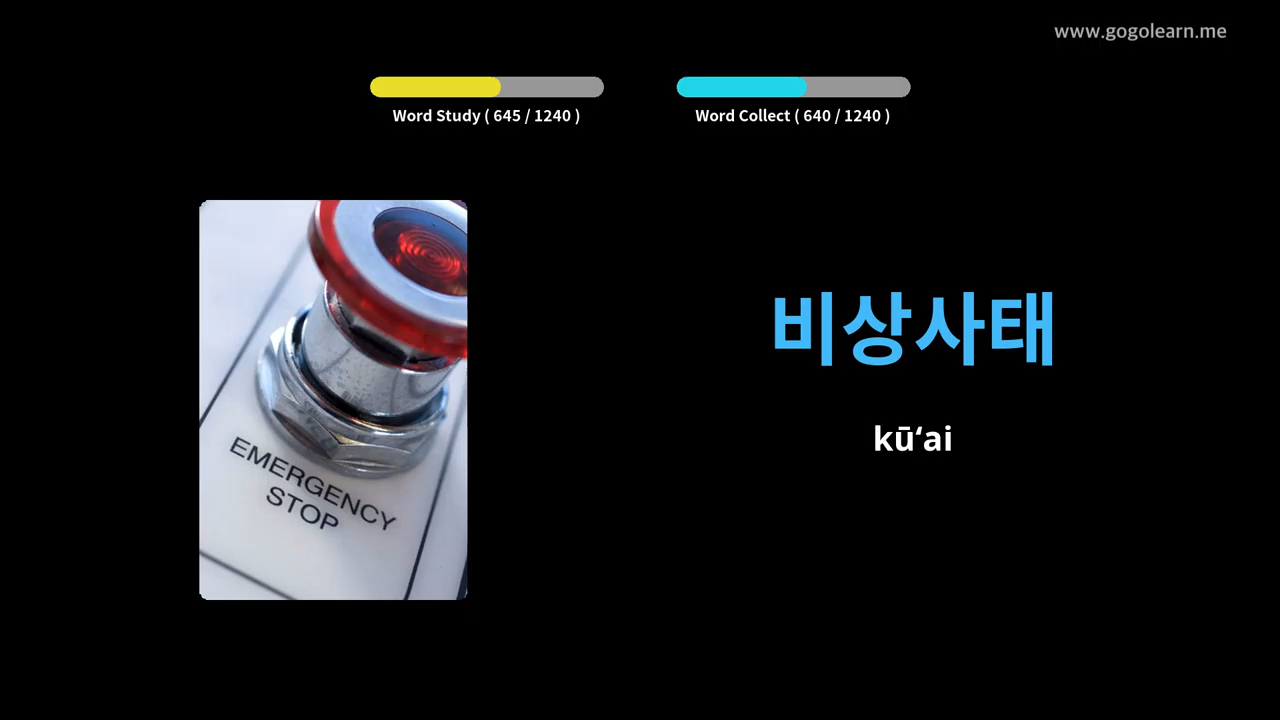 www.gogolearn.me
Word Study ( 645 / 1240 )
Word Collect ( 640 / 1240 )
EMERGENCY
STOP
비상사태
kūʻai